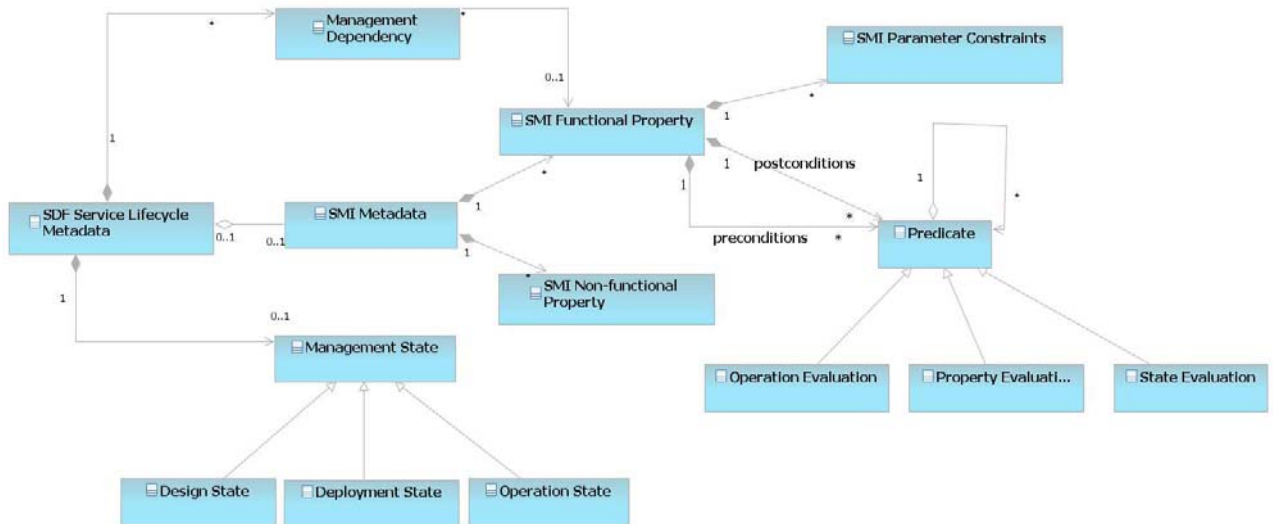 *
Management
Dependency
*
SMI Parameter Constraints
0..1
*
1
SMI Functional Property
1
1
postconditions
1
1
*
*
SDF Service Lifecycle
Metadata
SMI Metadata
1
1
*
0..1
0..1
preconditions
*
Predicate
1
*
SMI Non-functional
Property
1
0..1
Management State
Operation Evaluation
Property Evaluati...
State Evaluation
Design State
Deployment State
Operation State